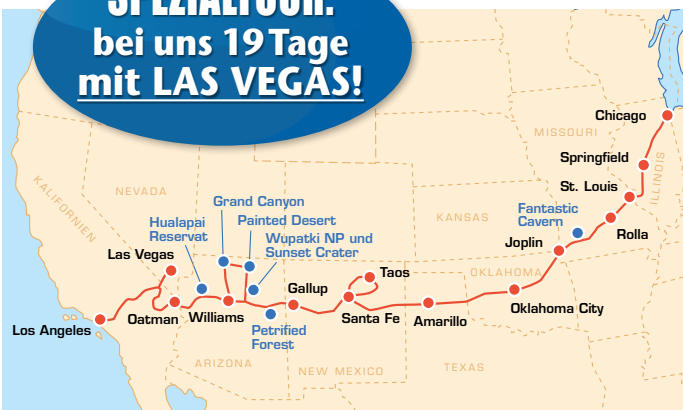 SPEZIALTOUR:
bei uns 19 Tage
mit LAS VEGAS!
Chicago
MISSOURI
Springfield
ILLINOIS
St. Louis
KALIFORNIEN
NEVADA
Grand Canyon
KANSAS
Fantastic
Cavern
Hualapai
Reservat
Painted Desert
Rolla
Wupatki NP und
Sunset Crater
Joplin
Las Vegas
Taos
OKLAHOMA
Gallup
Los Angeles
Oatman
Williams
Santa Fe
Amarillo
Oklahoma City
Petrified
Forest
ARIZONA
NEW MEXICO
TEXAS